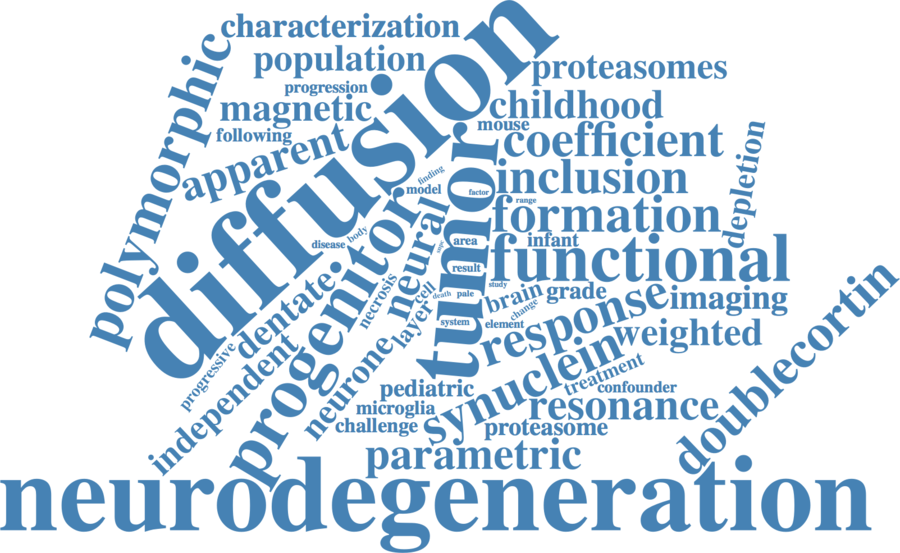 characterization
population
progression
magnetic
following
apparent
polymorphic
diffusion
proteasomes
childhood
mouse
coefficient
inclusion
formation
functional
depletion
finding
model
factor
range
tumor
progenitor
neural
area
infant
disease
body
result
study
dentate
necrosis
cell
death
pale
brain
grade
change
imaging
layer
system
element
response
weighted
doublecortin
progressive
independent
neurone
synuclein
treatment
confounder
pediatric
microglia
challenge
resonance
proteasome
parametric
neurodegeneration